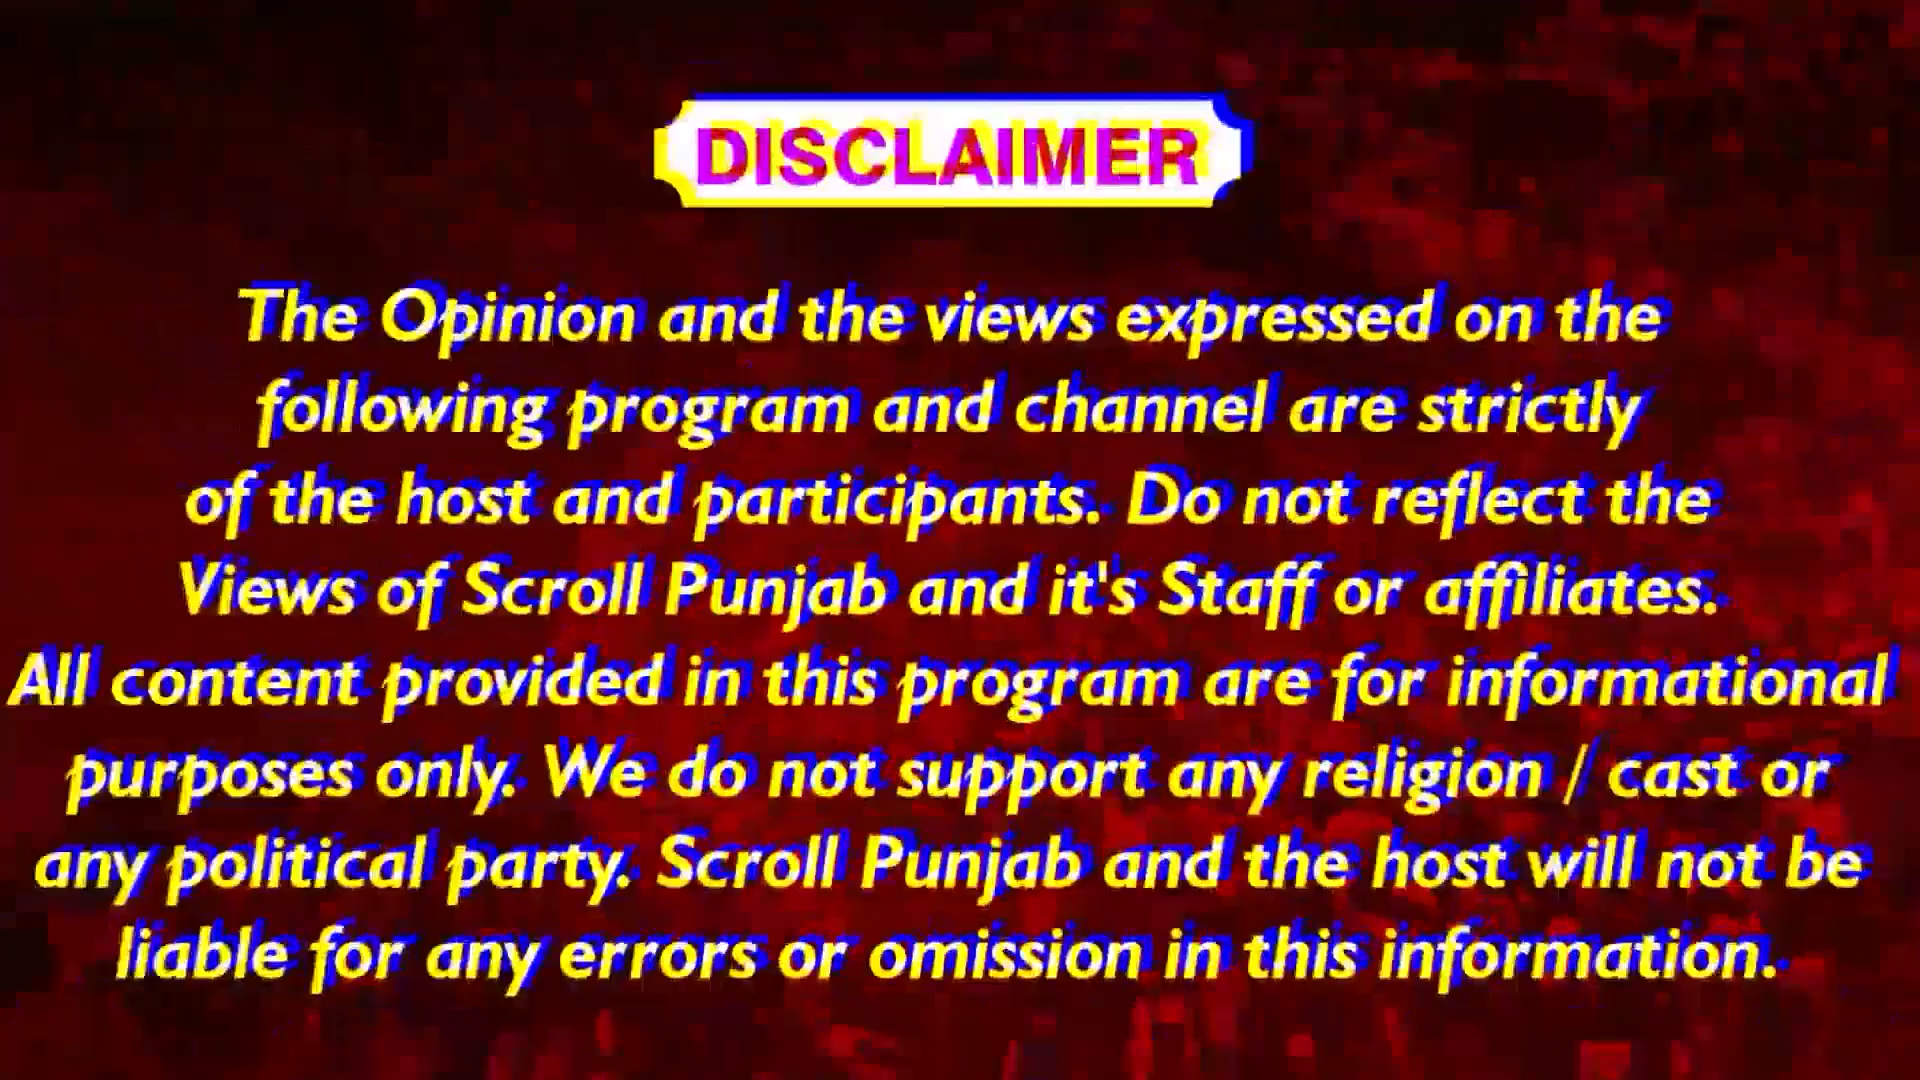 DISCLAIMER
The Opinion and the views expressed on the
following program and channel are strictly
of the host and participants. Do not reflect the
Views of Scroll Punjab and it's Staff or affiliates.
All content provided in this program are for informational
purposes only. We do not support any religion / cast or
any political party. Scroll Punjab and the host will not be
liable for any errors or omission in this information.